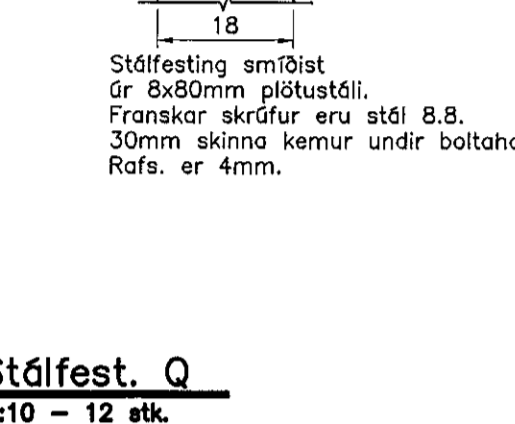 18
Stálfesting smíðist
úr 8x80mm plötustáli.
Franskar skrúfur eru stál 8.8.
30mm skinna kemur undir
Rafs. er 4mm.
Stálfest. Q
:10 – 12 stk.